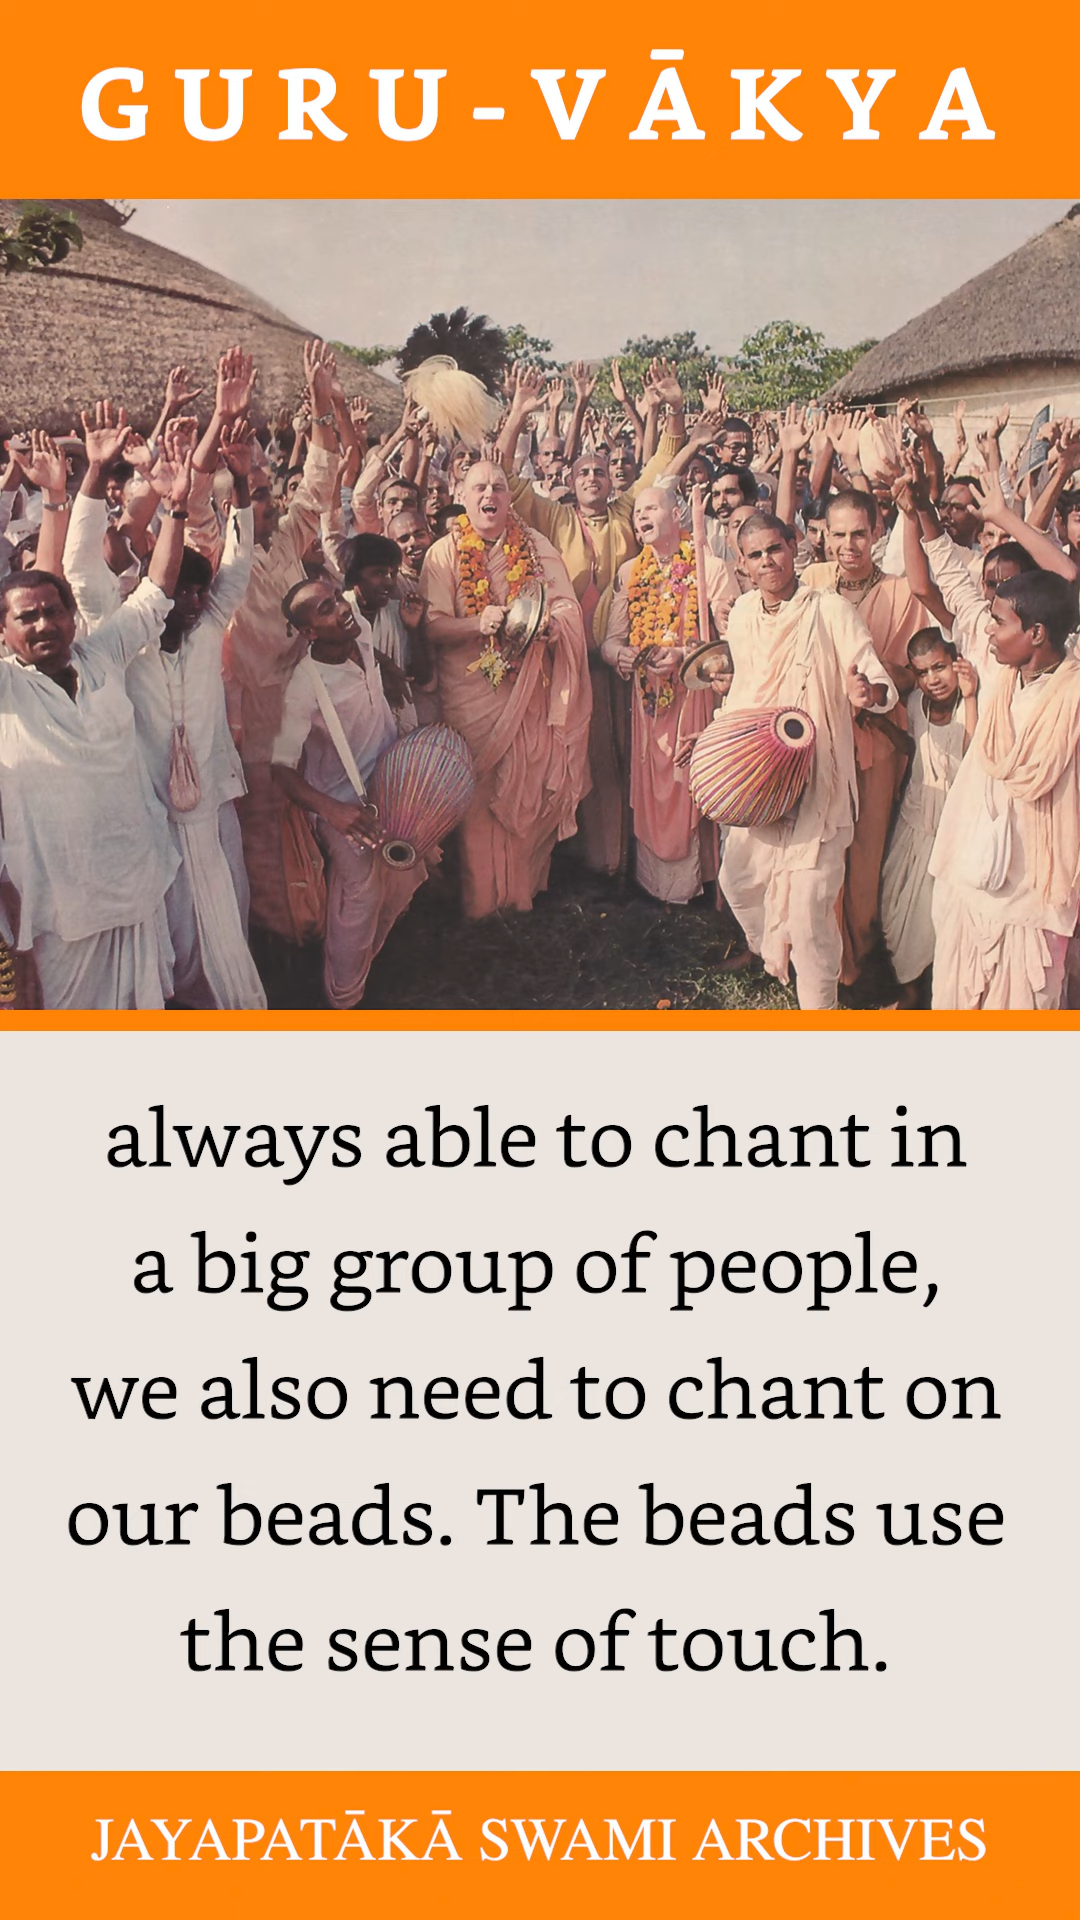 GURU-VĀKYA
always able to chant in
a big group of people,
we also need to chant on
our beads. The beads use
the sense of touch.
JAYAPATĀKĀ SWAMI ARCHIVES